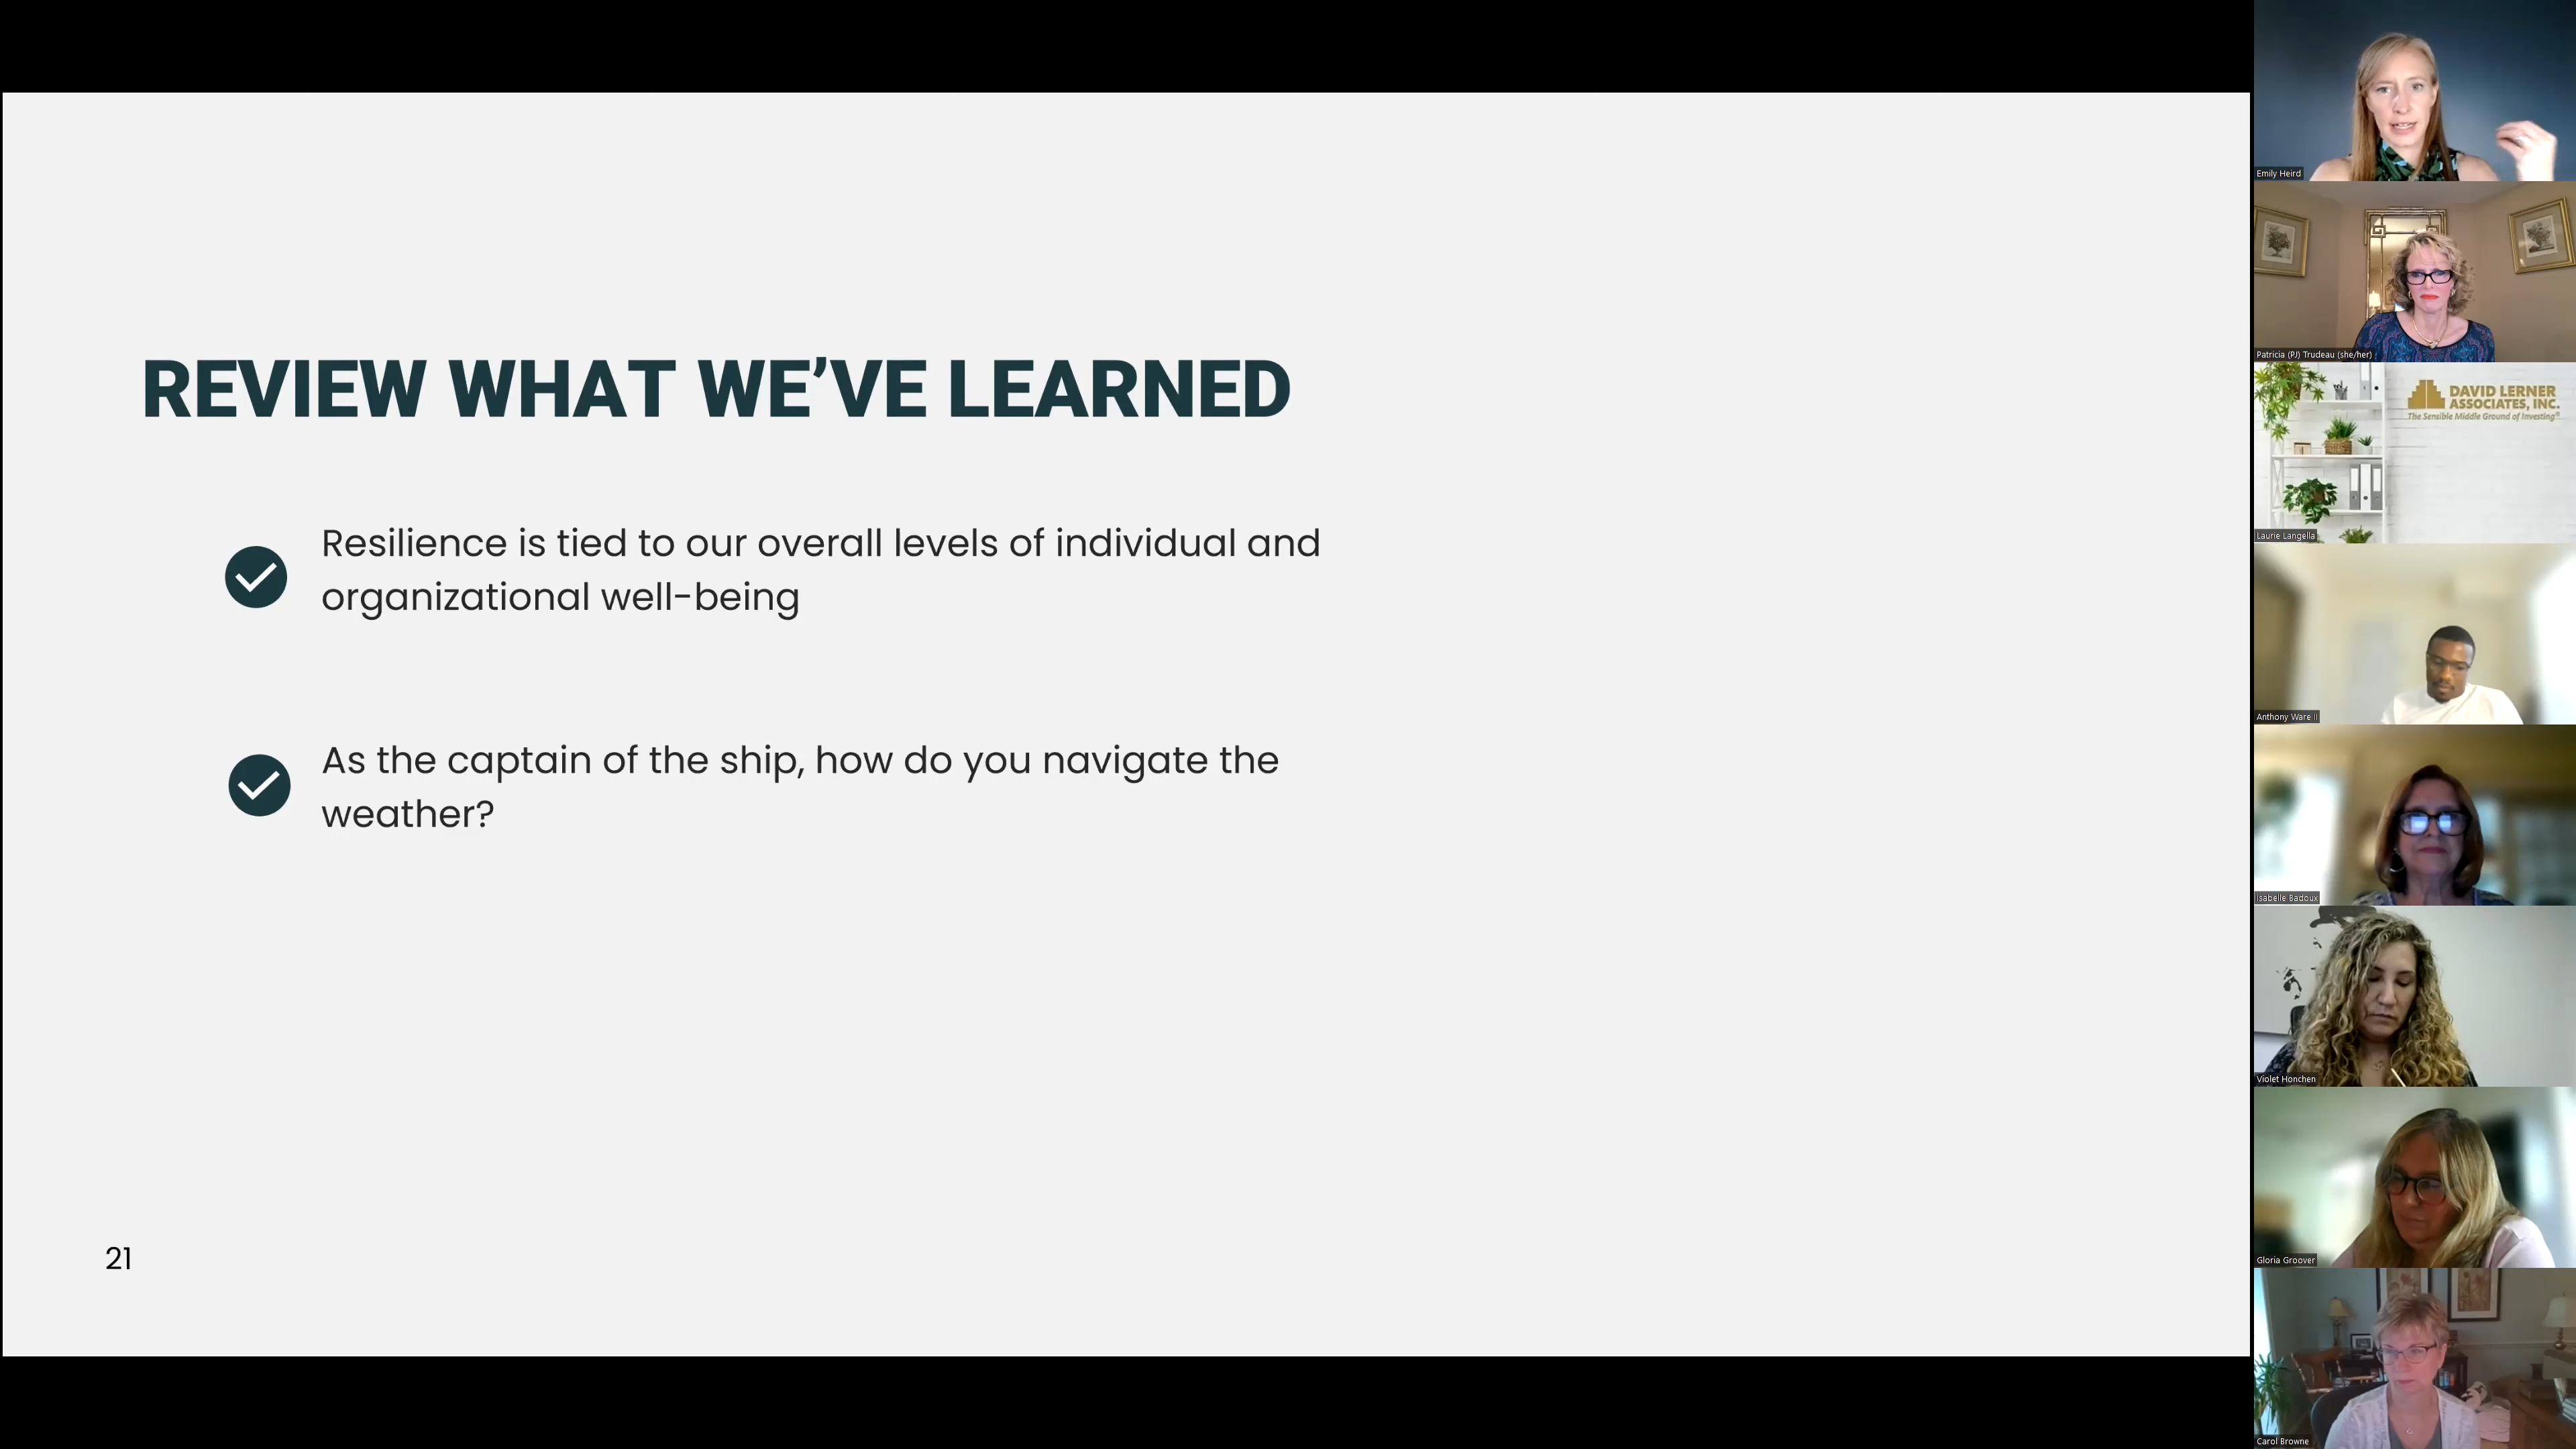 REVIEW WHAT WE’VE LEARNED
Resilience is tied to our overall levels of individual and
organizational well-being
As the captain of the ship, how do you navigate the
weather?
21
Emily Heird
Patricia (PJ) Trudeau (she/her)
DAVID LERNER
ASSOCIATES, INC.
The Sensible Middle Ground of Investing®
Laurie Langella
Anthony Ware II
Isabelle Badoux
Violet Honchen
Gloria Groover
Carol Browne